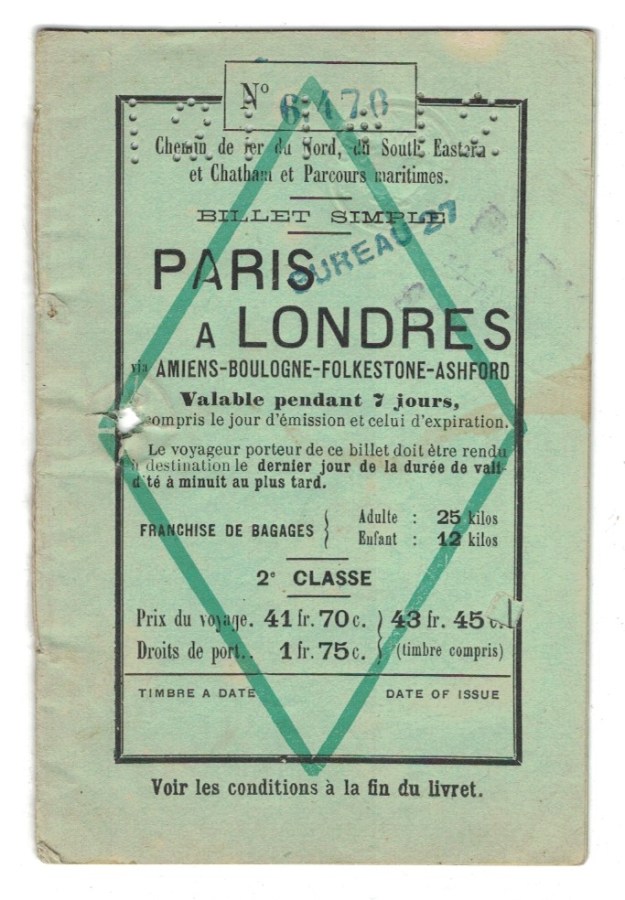 Nº 6476
Chemin de fer du Nord, du South Eastern
et Chatham et Parcours maritimes.
BILLET SIMPLE
BUREAU 27
PARIS
A LONDRES
via AMIENS-BOULOGNE-FOLKESTONE-ASHFORD
Valable pendant 7 jours,
compris le jour d'émission et celui d'expiration.
Le voyageur porteur de ce billet doit être rendu
à destination le dernier jour de la durée de vali-
dité à minuit au plus tard.
FRANCHISE DE BAGAGES { Adulte : 25 kilos
Enfant : 12 kilos
2e CLASSE
Prix du voyage. 41 fr. 70 c. } 43 fr. 45 c.
Droits de port.. 1 fr. 75 c. (timbre compris)
TIMBRE A DATE DATE OF ISSUE
Voir les conditions à la fin du livret.